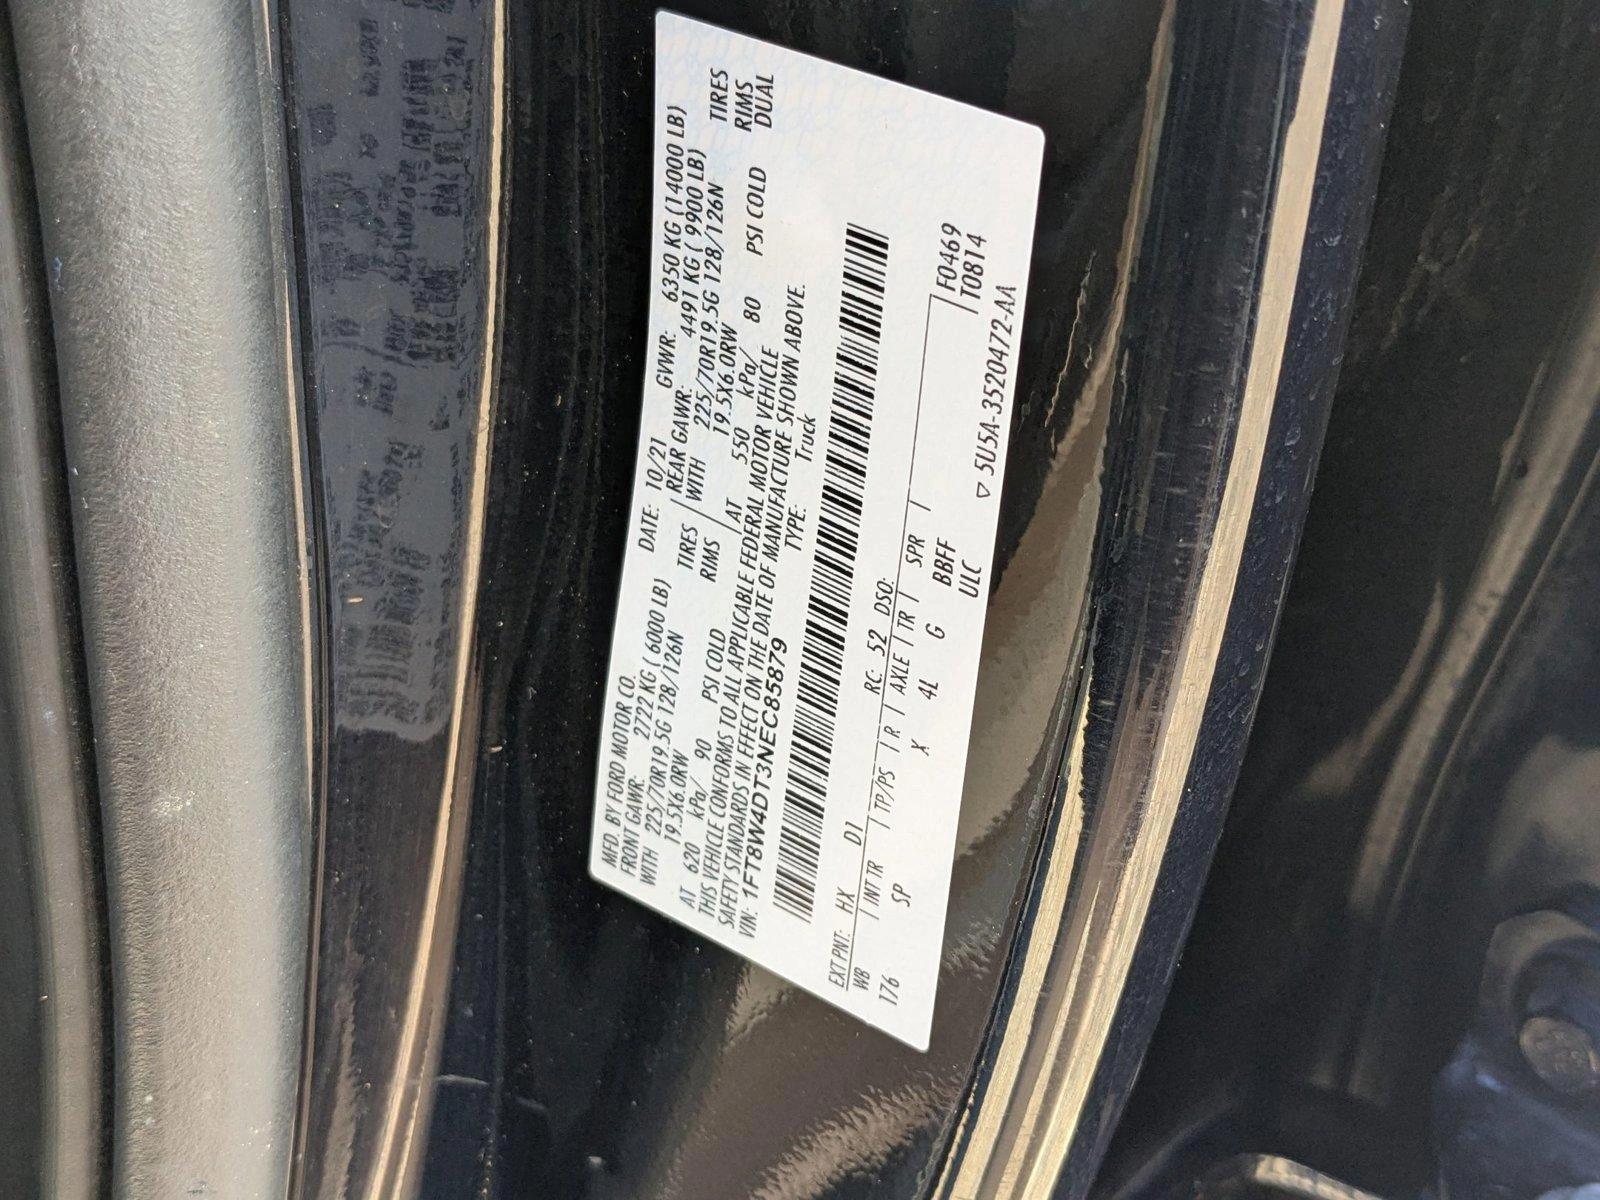 MFD. BY FORD MOTOR CO. DATE: 10/21 GVWR: 6350 KG (14000 LB)
FRONT GAWR: 2722 KG ( 6000 LB) REAR GAWR: 4491 KG ( 9900 LB)
WITH 225/70R19.5G 128/126N TIRES WITH 225/70R19.5G 128/126N TIRES
19.5X6.0RW RIMS 19.5X6.0RW RIMS
AT 620 kPa/ 90 PSI COLD AT 550 kPa/ 80 PSI COLD DUAL
THIS VEHICLE CONFORMS TO ALL APPLICABLE FEDERAL MOTOR VEHICLE
SAFETY STANDARDS IN EFFECT ON THE DATE OF MANUFACTURE SHOWN ABOVE.
VIN: 1FT8W4DT3NEC85879 TYPE: Truck
EXT PNT: HX D1 RC: 52 DSO:
WB INT TR TP/PS R AXLE TR SPR F0469
176 SP X 4L G BBFF T0814
ULC
▽ 5U5A-3520472-AA